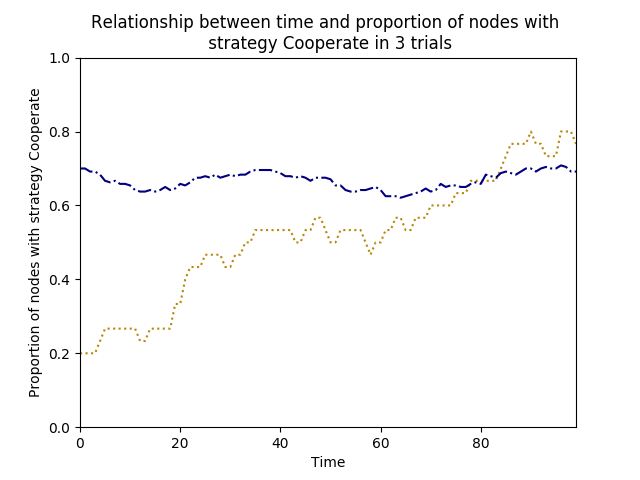 Relationship between time and proportion of nodes with
strategy Cooperate in 3 trials
Proportion of nodes with strategy Cooperate
1.0
0.8
0.6
0.4
0.2
0.0
0
20
40
60
80
Time